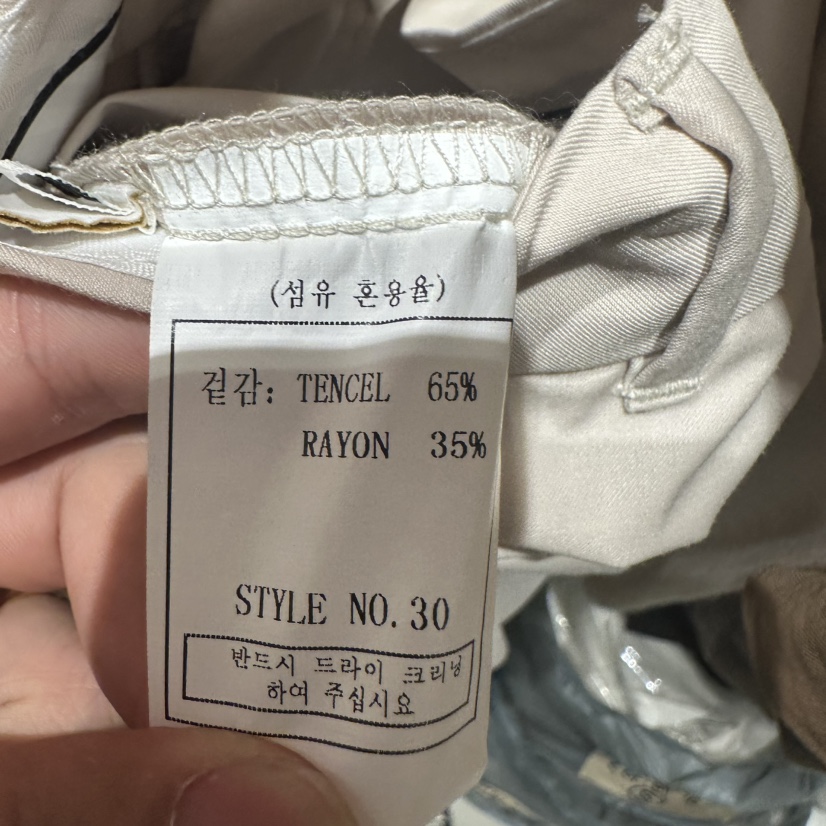 (섬유 혼용율)
겉감: TENCEL 65%
RAYON 35%
STYLE NO. 30
반드시 드라이 크리닝
하여 주십시요